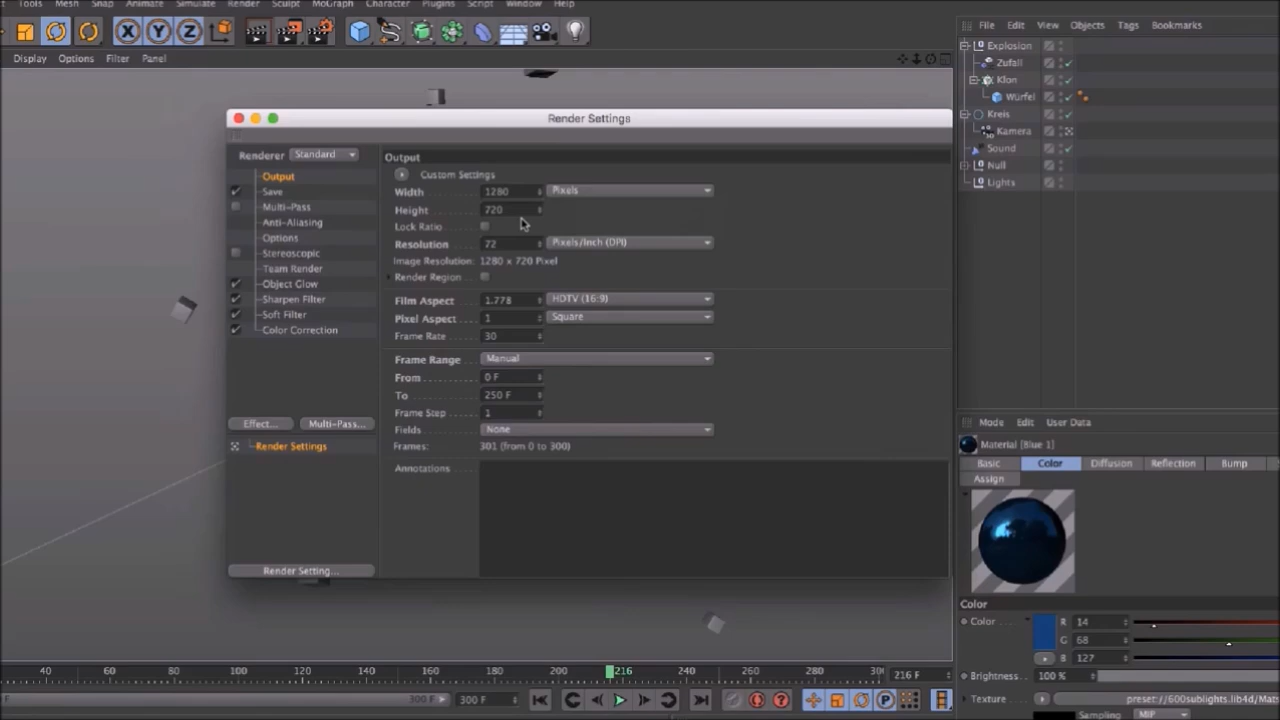 Tools Mesh Snap Animate Simulate Render Sculpt MoGraph Character Plugins Script Window Help
X Y Z
File Edit View Objects Tags Bookmarks
Display Options Filter Panel
Explosion
Zufall
Klon
Würfel
Kreis
Kamera
Sound
Null
Lights
Render Settings
Renderer Standard
Output
Save
Multi-Pass
Anti-Aliasing
Options
Stereoscopic
Team Render
Object Glow
Sharpen Filter
Soft Filter
Color Correction
Effect... Multi-Pass...
Render Settings
Render Setting...
Output
Custom Settings
Width 1280 Pixels
Height 720
Lock Ratio
Resolution 72 Pixels/Inch (DPI)
Image Resolution: 1280 x 720 Pixel
Render Region
Film Aspect 1.778 HDTV (16:9)
Pixel Aspect 1 Square
Frame Rate 30
Frame Range Manual
From 0 F
To 250 F
Frame Step 1
Fields None
Frames: 301 (from 0 to 300)
Annotations
Mode Edit User Data
Material [Blue 1]
Basic Color Diffusion Reflection Bump
Assign
Color
Color R 14
G 68
B 127
Brightness 100 %
Texture preset://600sublights.lib4d/Mat
Sampling MIP
40 60 80 100 120 140 160 180 200 216 240 260 280 216 F
F 300 F 300 F
P